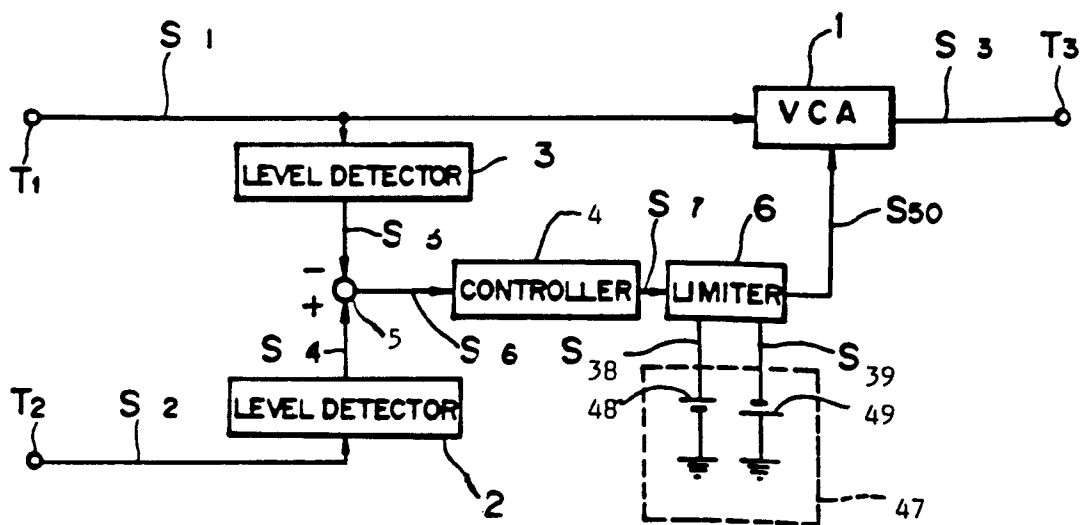 S 1
1
S 3
T3
VCA
T1
LEVEL DETECTOR
3
S 5
4
S 7
6
S50
−
+
5
CONTROLLER
LIMITER
S 4
S 6
S38
S39
T2
S 2
LEVEL DETECTOR
2
48
49
47